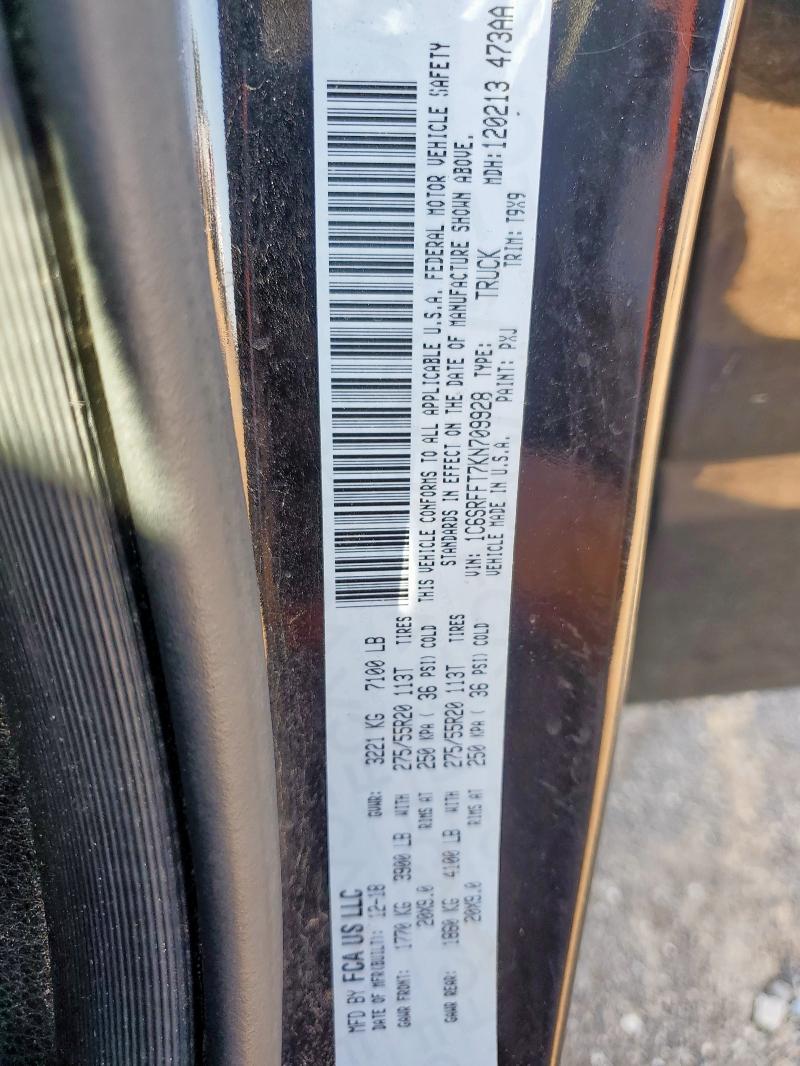 MFD BY FCA US LLC
DATE OF MFR(BUILT): 12-18 GVWR: 3221 KG 7100 LB
GAWR FRONT: 1770 KG 3900 LB WITH 275/55R20 113T TIRES
20X9.0 RIMS AT 250 KPA ( 36 PSI) COLD
GAWR REAR: 1860 KG 4100 LB WITH 275/55R20 113T TIRES
20X9.0 RIMS AT 250 KPA ( 36 PSI) COLD
THIS VEHICLE CONFORMS TO ALL APPLICABLE U.S.A. FEDERAL MOTOR VEHICLE SAFETY
STANDARDS IN EFFECT ON THE DATE OF MANUFACTURE SHOWN ABOVE.
VIN: 1C6SRFFT7KN709928 TYPE: TRUCK MDH:120213 473AA
VEHICLE MADE IN U.S.A. PAINT: PXJ TRIM: T9X9